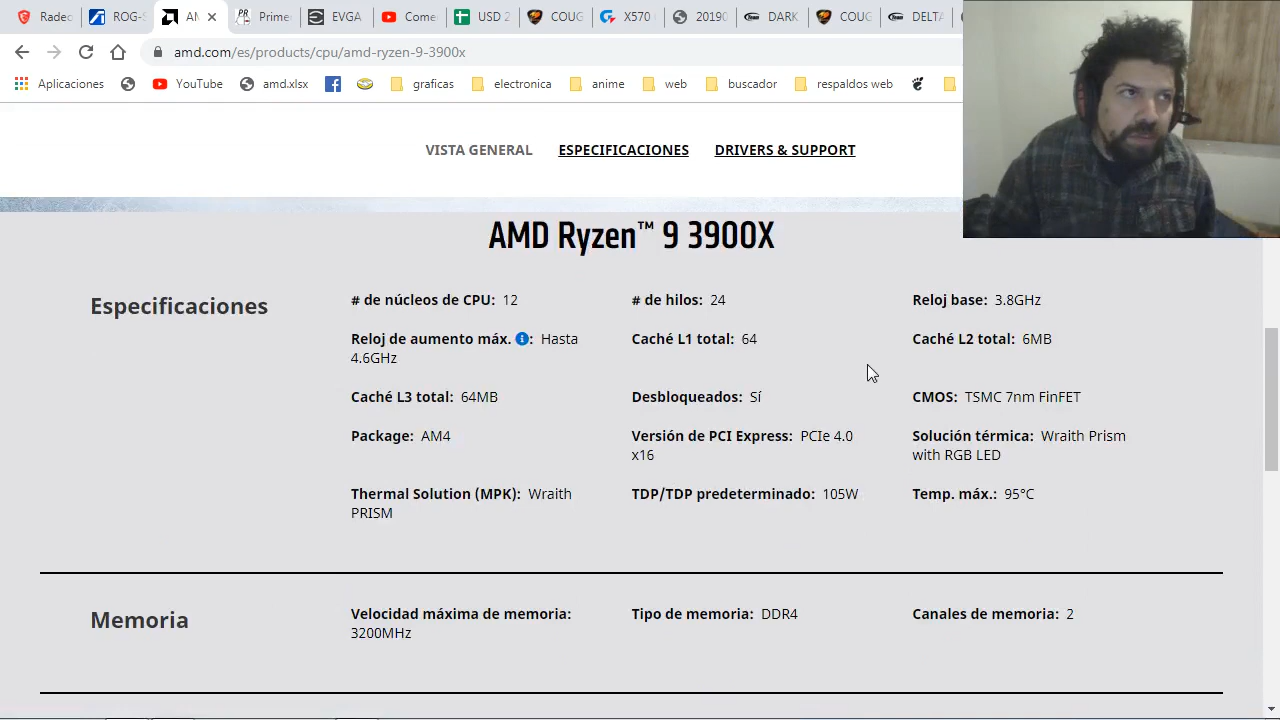 Radeo
ROG-S
AM
Prime
EVGA
Come
USD 2
COUG
X570
2010
DARK
COUG
DELTA
amd.com/es/products/cpu/amd-ryzen-9-3900x
Aplicaciones
YouTube
amd.xlsx
graficas
electronica
anime
web
buscador
respaldos web
VISTA GENERAL
ESPECIFICACIONES
DRIVERS & SUPPORT
AMD Ryzen™ 9 3900X
Especificaciones
# de núcleos de CPU: 12
# de hilos: 24
Reloj base: 3.8GHz
Reloj de aumento máx. : Hasta
4.6GHz
Caché L1 total: 64
Caché L2 total: 6MB
Caché L3 total: 64MB
Desbloqueados: Sí
CMOS: TSMC 7nm FinFET
Package: AM4
Versión de PCI Express: PCIe 4.0
x16
Solución térmica: Wraith Prism
with RGB LED
Thermal Solution (MPK): Wraith
PRISM
TDP/TDP predeterminado: 105W
Temp. máx.: 95°C
Memoria
Velocidad máxima de memoria:
3200MHz
Tipo de memoria: DDR4
Canales de memoria: 2